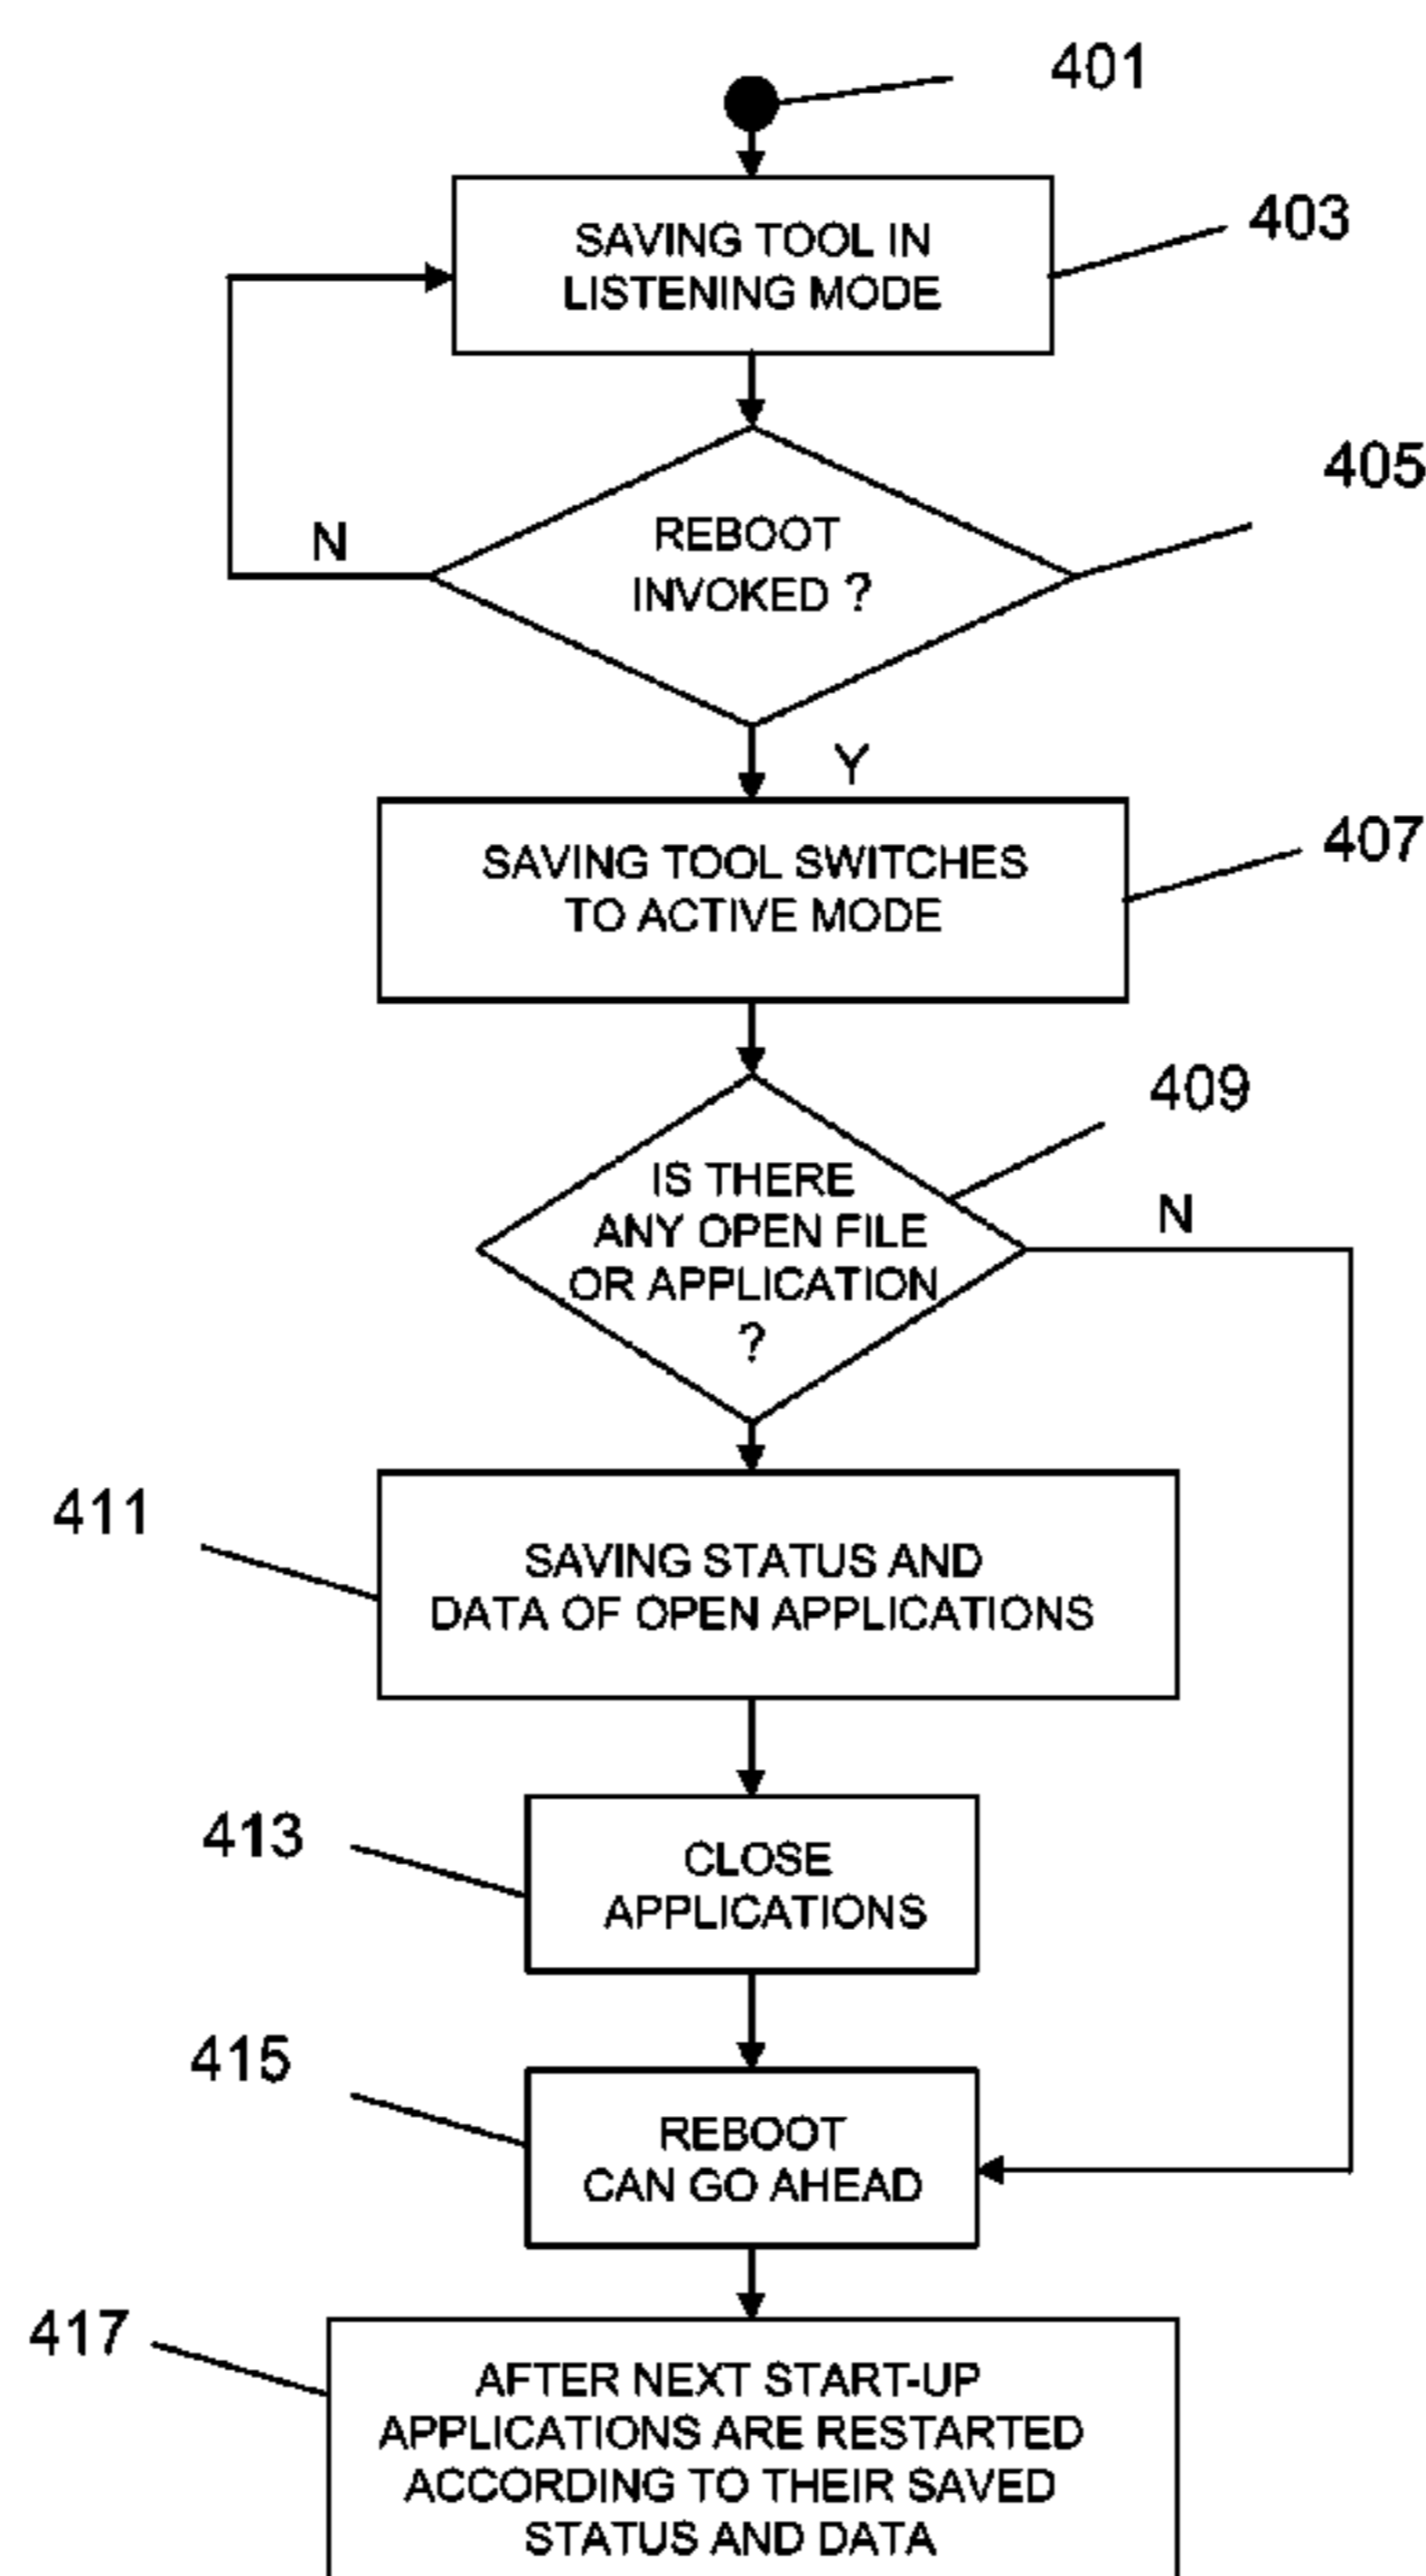 401
SAVING TOOL IN
LISTENING MODE
403
405
REBOOT
INVOKED ?
N
Y
SAVING TOOL SWITCHES
TO ACTIVE MODE
407
409
IS THERE
ANY OPEN FILE
OR APPLICATION
?
N
411
SAVING STATUS AND
DATA OF OPEN APPLICATIONS
413
CLOSE
APPLICATIONS
415
REBOOT
CAN GO AHEAD
417
AFTER NEXT START-UP
APPLICATIONS ARE RESTARTED
ACCORDING TO THEIR SAVED
STATUS AND DATA